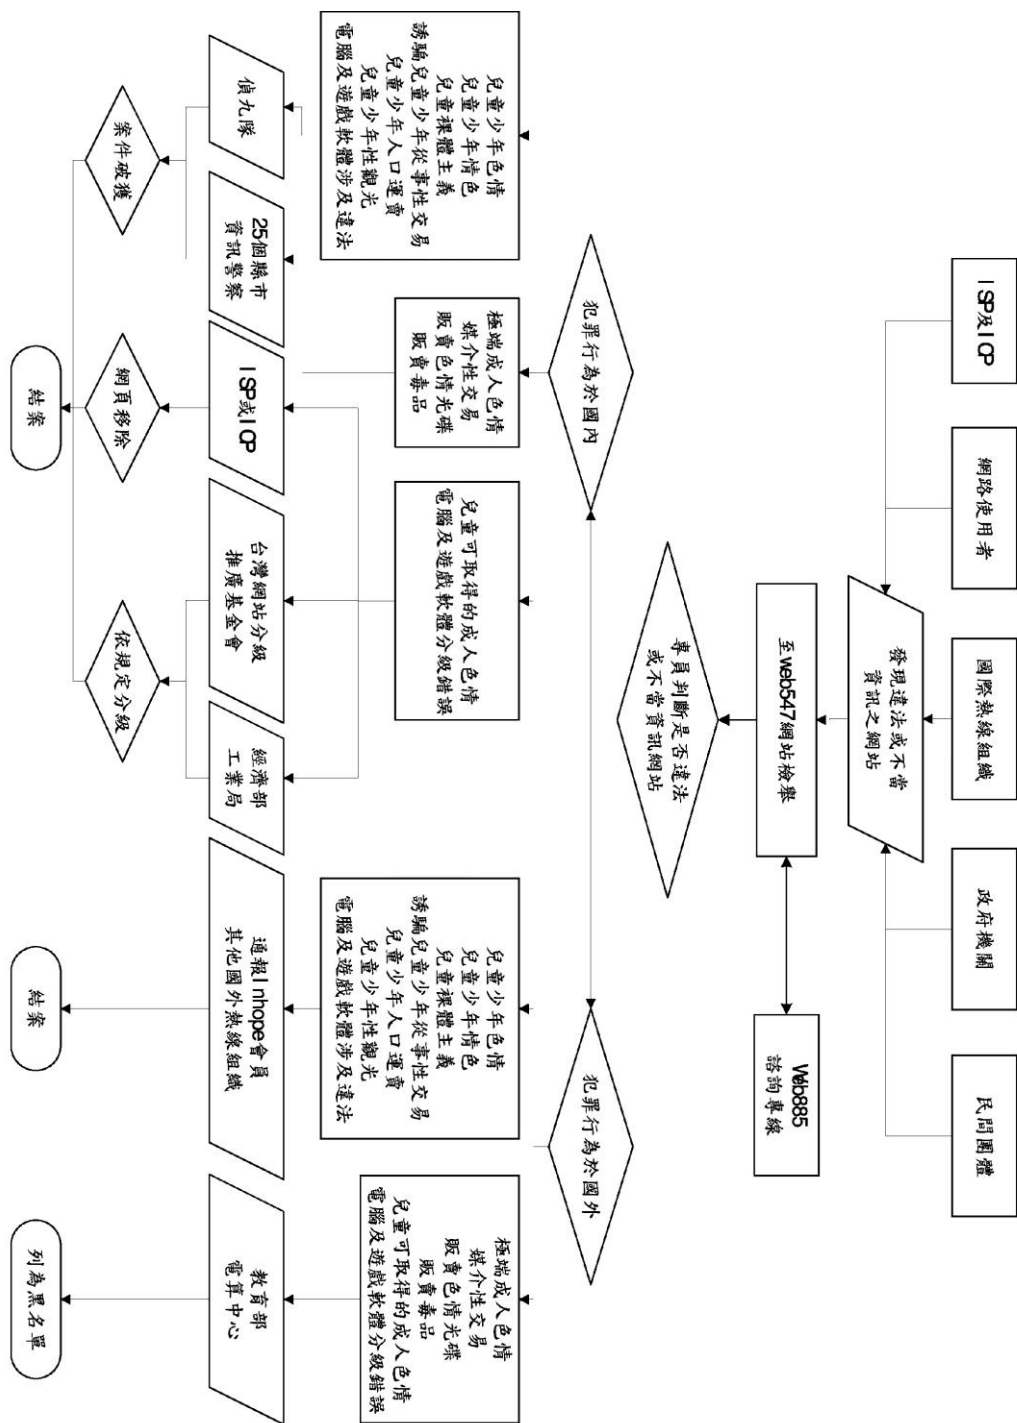 ISP及ICP
網路使用者
國際熱線組織
政府機關
民間團體
發現違法或不當
資訊之網站
至web547網站檢舉
Web885
諮詢專線
專員判斷是否違法
或不當資訊網站
犯罪行為於國內
犯罪行為於國外
兒童少年色情
兒童少年情色
兒童裸體主義
誘騙兒童少年從事性交易
兒童少年人口運賣
兒童少年性觀光
電腦及遊戲軟體涉及違法
極端成人色情
媒介性交易
販賣色情光碟
販賣毒品
兒童可取得的成人色情
電腦及遊戲軟體分級錯誤
兒童少年色情
兒童少年情色
兒童裸體主義
誘騙兒童少年從事性交易
兒童少年人口運賣
兒童少年性觀光
電腦及遊戲軟體涉及違法
極端成人色情
媒介性交易
販賣色情光碟
販賣毒品
兒童可取得的成人色情
電腦及遊戲軟體分級錯誤
偵九隊
25個縣市
資訊警察
ISP或ICP
台灣網站分級
推廣基金會
經濟部
工業局
通報Inhope會員
其他國外熱線組織
教育部
電算中心
案件破獲
網頁移除
依規定分級
結案
結案
列為黑名單